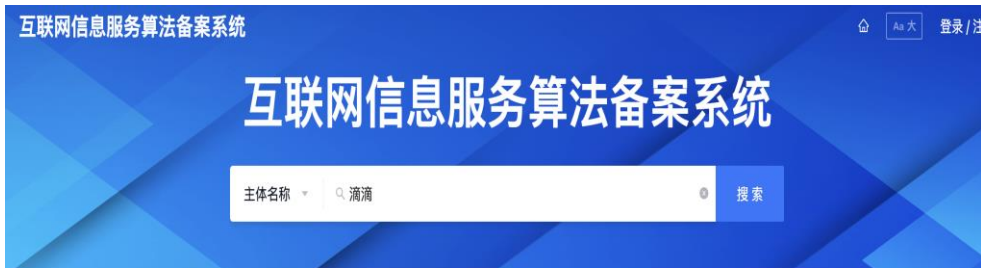 互联网信息服务算法备案系统
Aa 大
登录 / 注
互联网信息服务算法备案系统
主体名称
滴滴
搜索